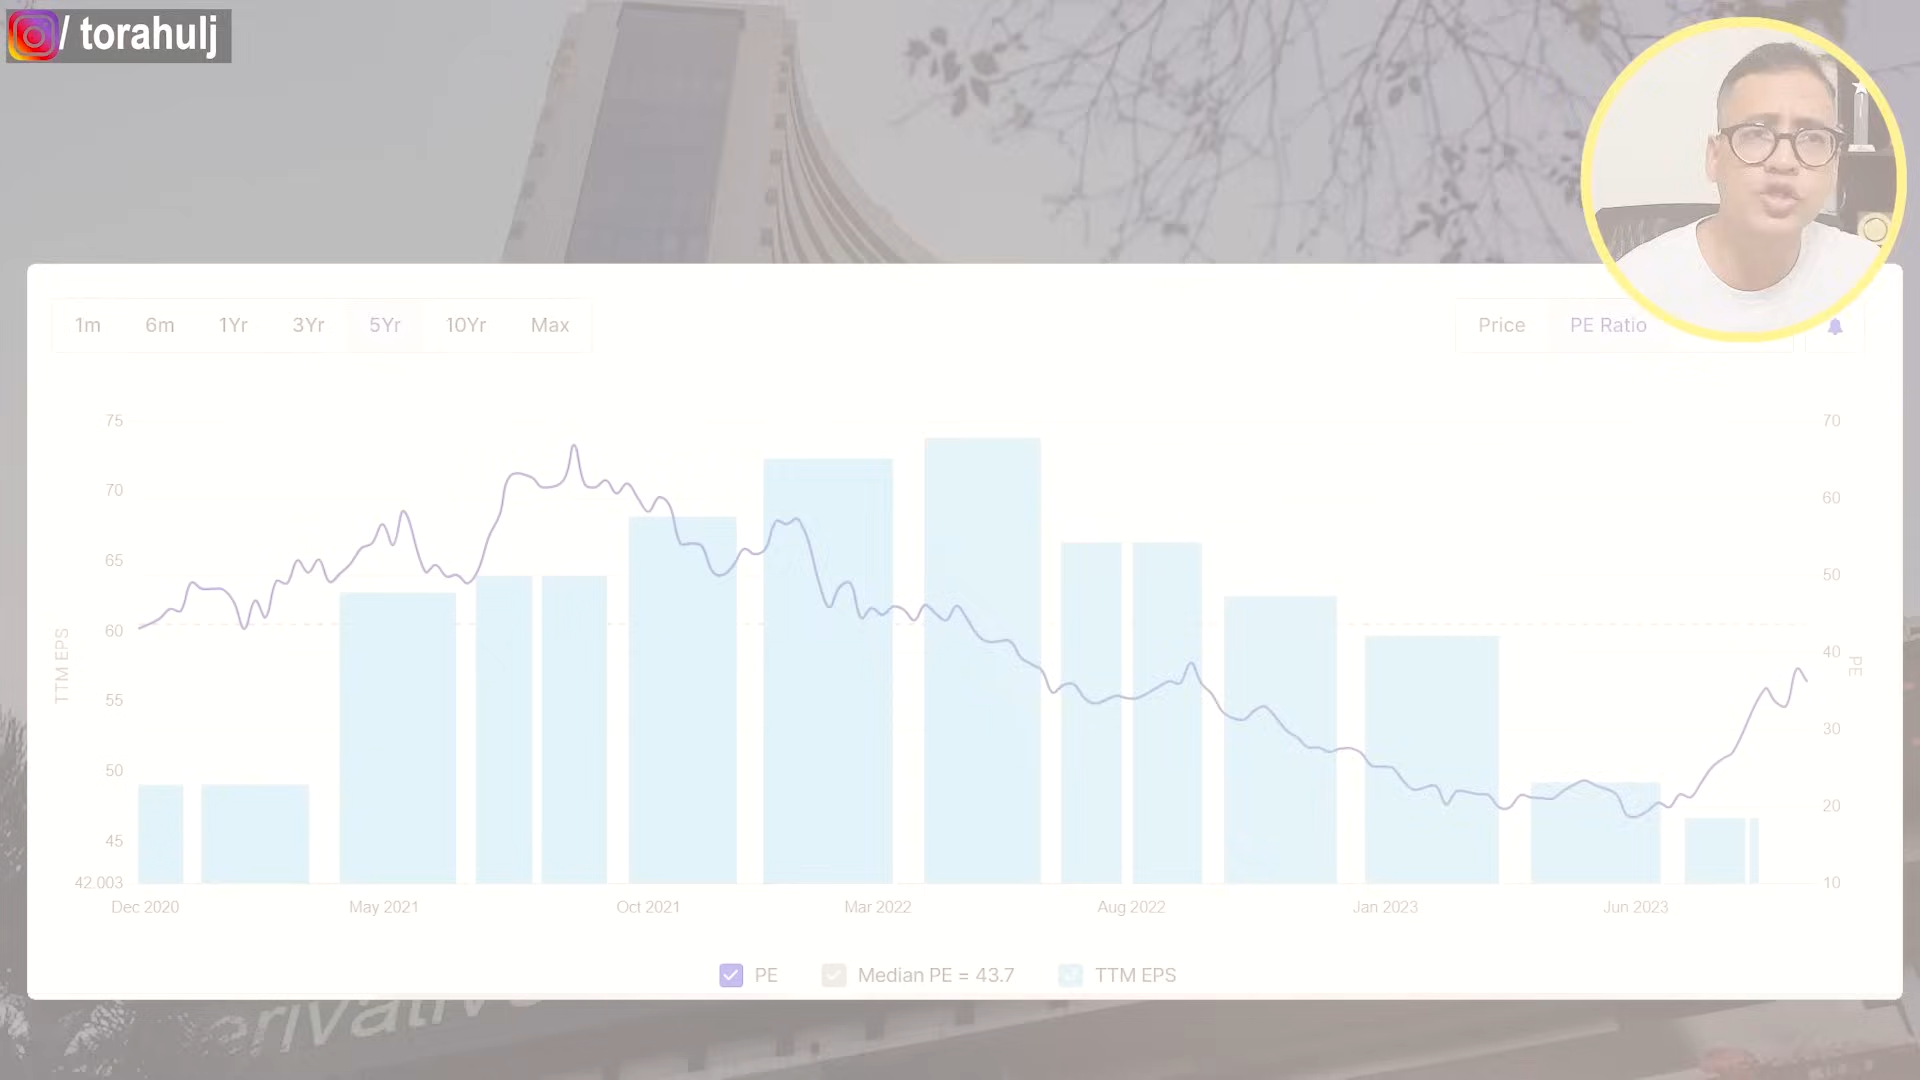 / torahulj
1m 6m 1Yr 3Yr 5Yr 10Yr Max
Price PE Ratio
75
70
65
60
55
50
45
42.003
TTM EPS
70
60
50
40
30
20
10
PE
Dec 2020 May 2021 Oct 2021 Mar 2022 Aug 2022 Jan 2023 Jun 2023
PE Median PE = 43.7 TTM EPS